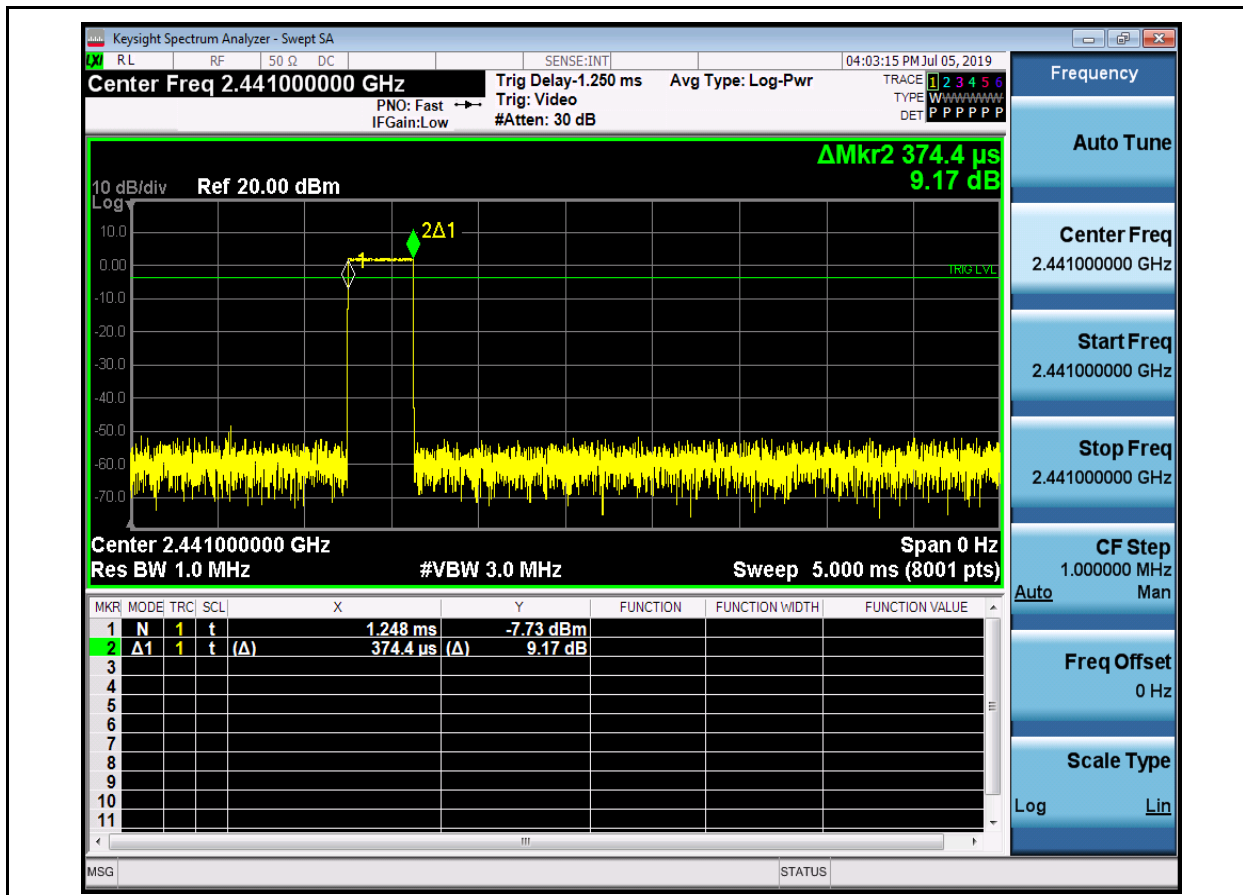 Keysight Spectrum Analyzer - Swept SA
LXI RL RF 50 Ω DC SENSE:INT 04:03:15 PM Jul 05, 2019
Center Freq 2.441000000 GHz
PNO: Fast
IFGain:Low
Trig Delay-1.250 ms
Trig: Video
#Atten: 30 dB
Avg Type: Log-Pwr
TRACE 1 2 3 4 5 6
TYPE WWWWWW
DET P P P P P P
ΔMkr2 374.4 µs
9.17 dB
10 dB/div Ref 20.00 dBm
Log
10.0
0.00
-10.0
-20.0
-30.0
-40.0
-50.0
-60.0
-70.0
1
2Δ1
TRIG LVL
Center 2.441000000 GHz Span 0 Hz
Res BW 1.0 MHz #VBW 3.0 MHz Sweep 5.000 ms (8001 pts)
MKR MODE TRC SCL X Y FUNCTION FUNCTION WIDTH FUNCTION VALUE
1 N 1 t 1.248 ms -7.73 dBm
2 Δ1 1 t (Δ) 374.4 µs (Δ) 9.17 dB
3
4
5
6
7
8
9
10
11
MSG STATUS
Frequency
Auto Tune
Center Freq
2.441000000 GHz
Start Freq
2.441000000 GHz
Stop Freq
2.441000000 GHz
CF Step
1.000000 MHz
Auto Man
Freq Offset
0 Hz
Scale Type
Log Lin